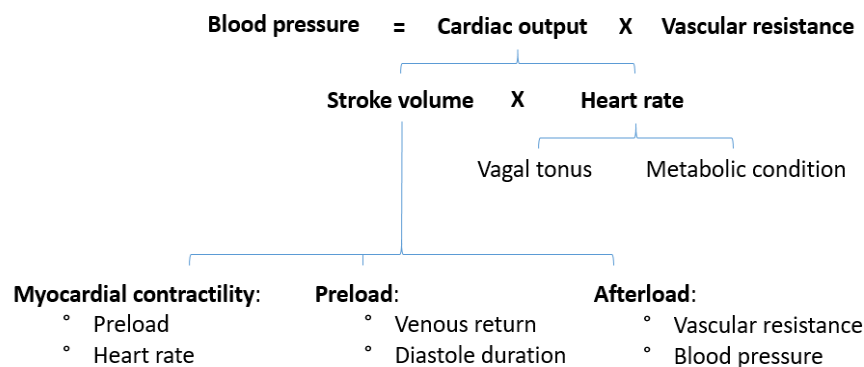 Blood pressure = Cardiac output X Vascular resistance
Stroke volume X Heart rate
Vagal tonus Metabolic condition
Myocardial contractility: Preload: Afterload:
° Preload ° Venous return ° Vascular resistance
° Heart rate ° Diastole duration ° Blood pressure